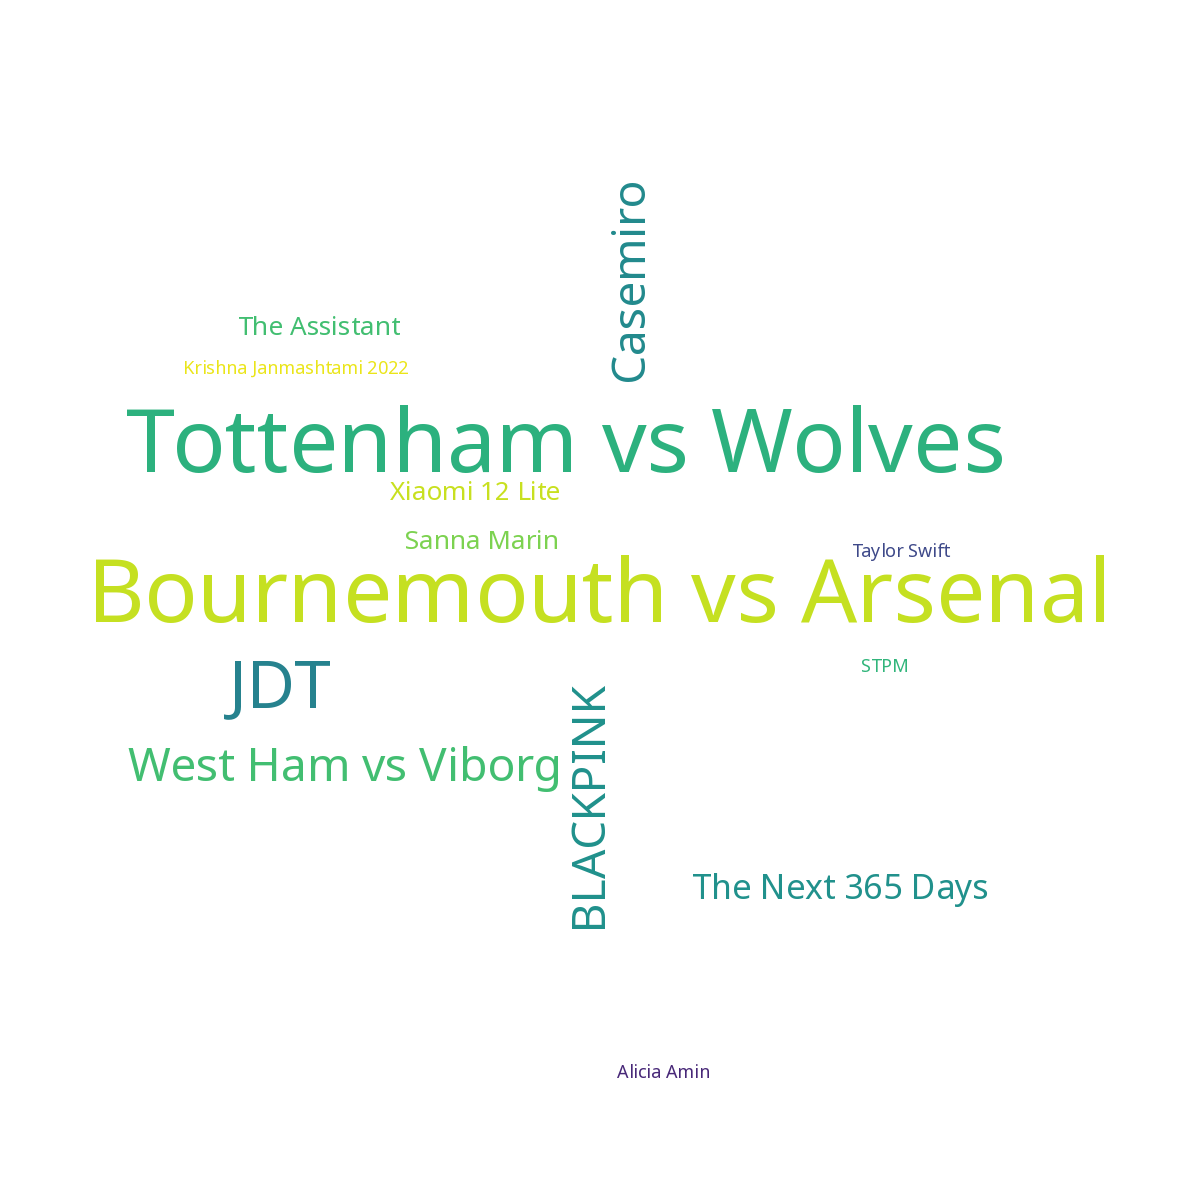 Casemiro
The Assistant
Krishna Janmashtami 2022
Tottenham vs Wolves
Xiaomi 12 Lite
Sanna Marin
Taylor Swift
Bournemouth vs Arsenal
JDT
STPM
West Ham vs Viborg
BLACKPINK
The Next 365 Days
Alicia Amin